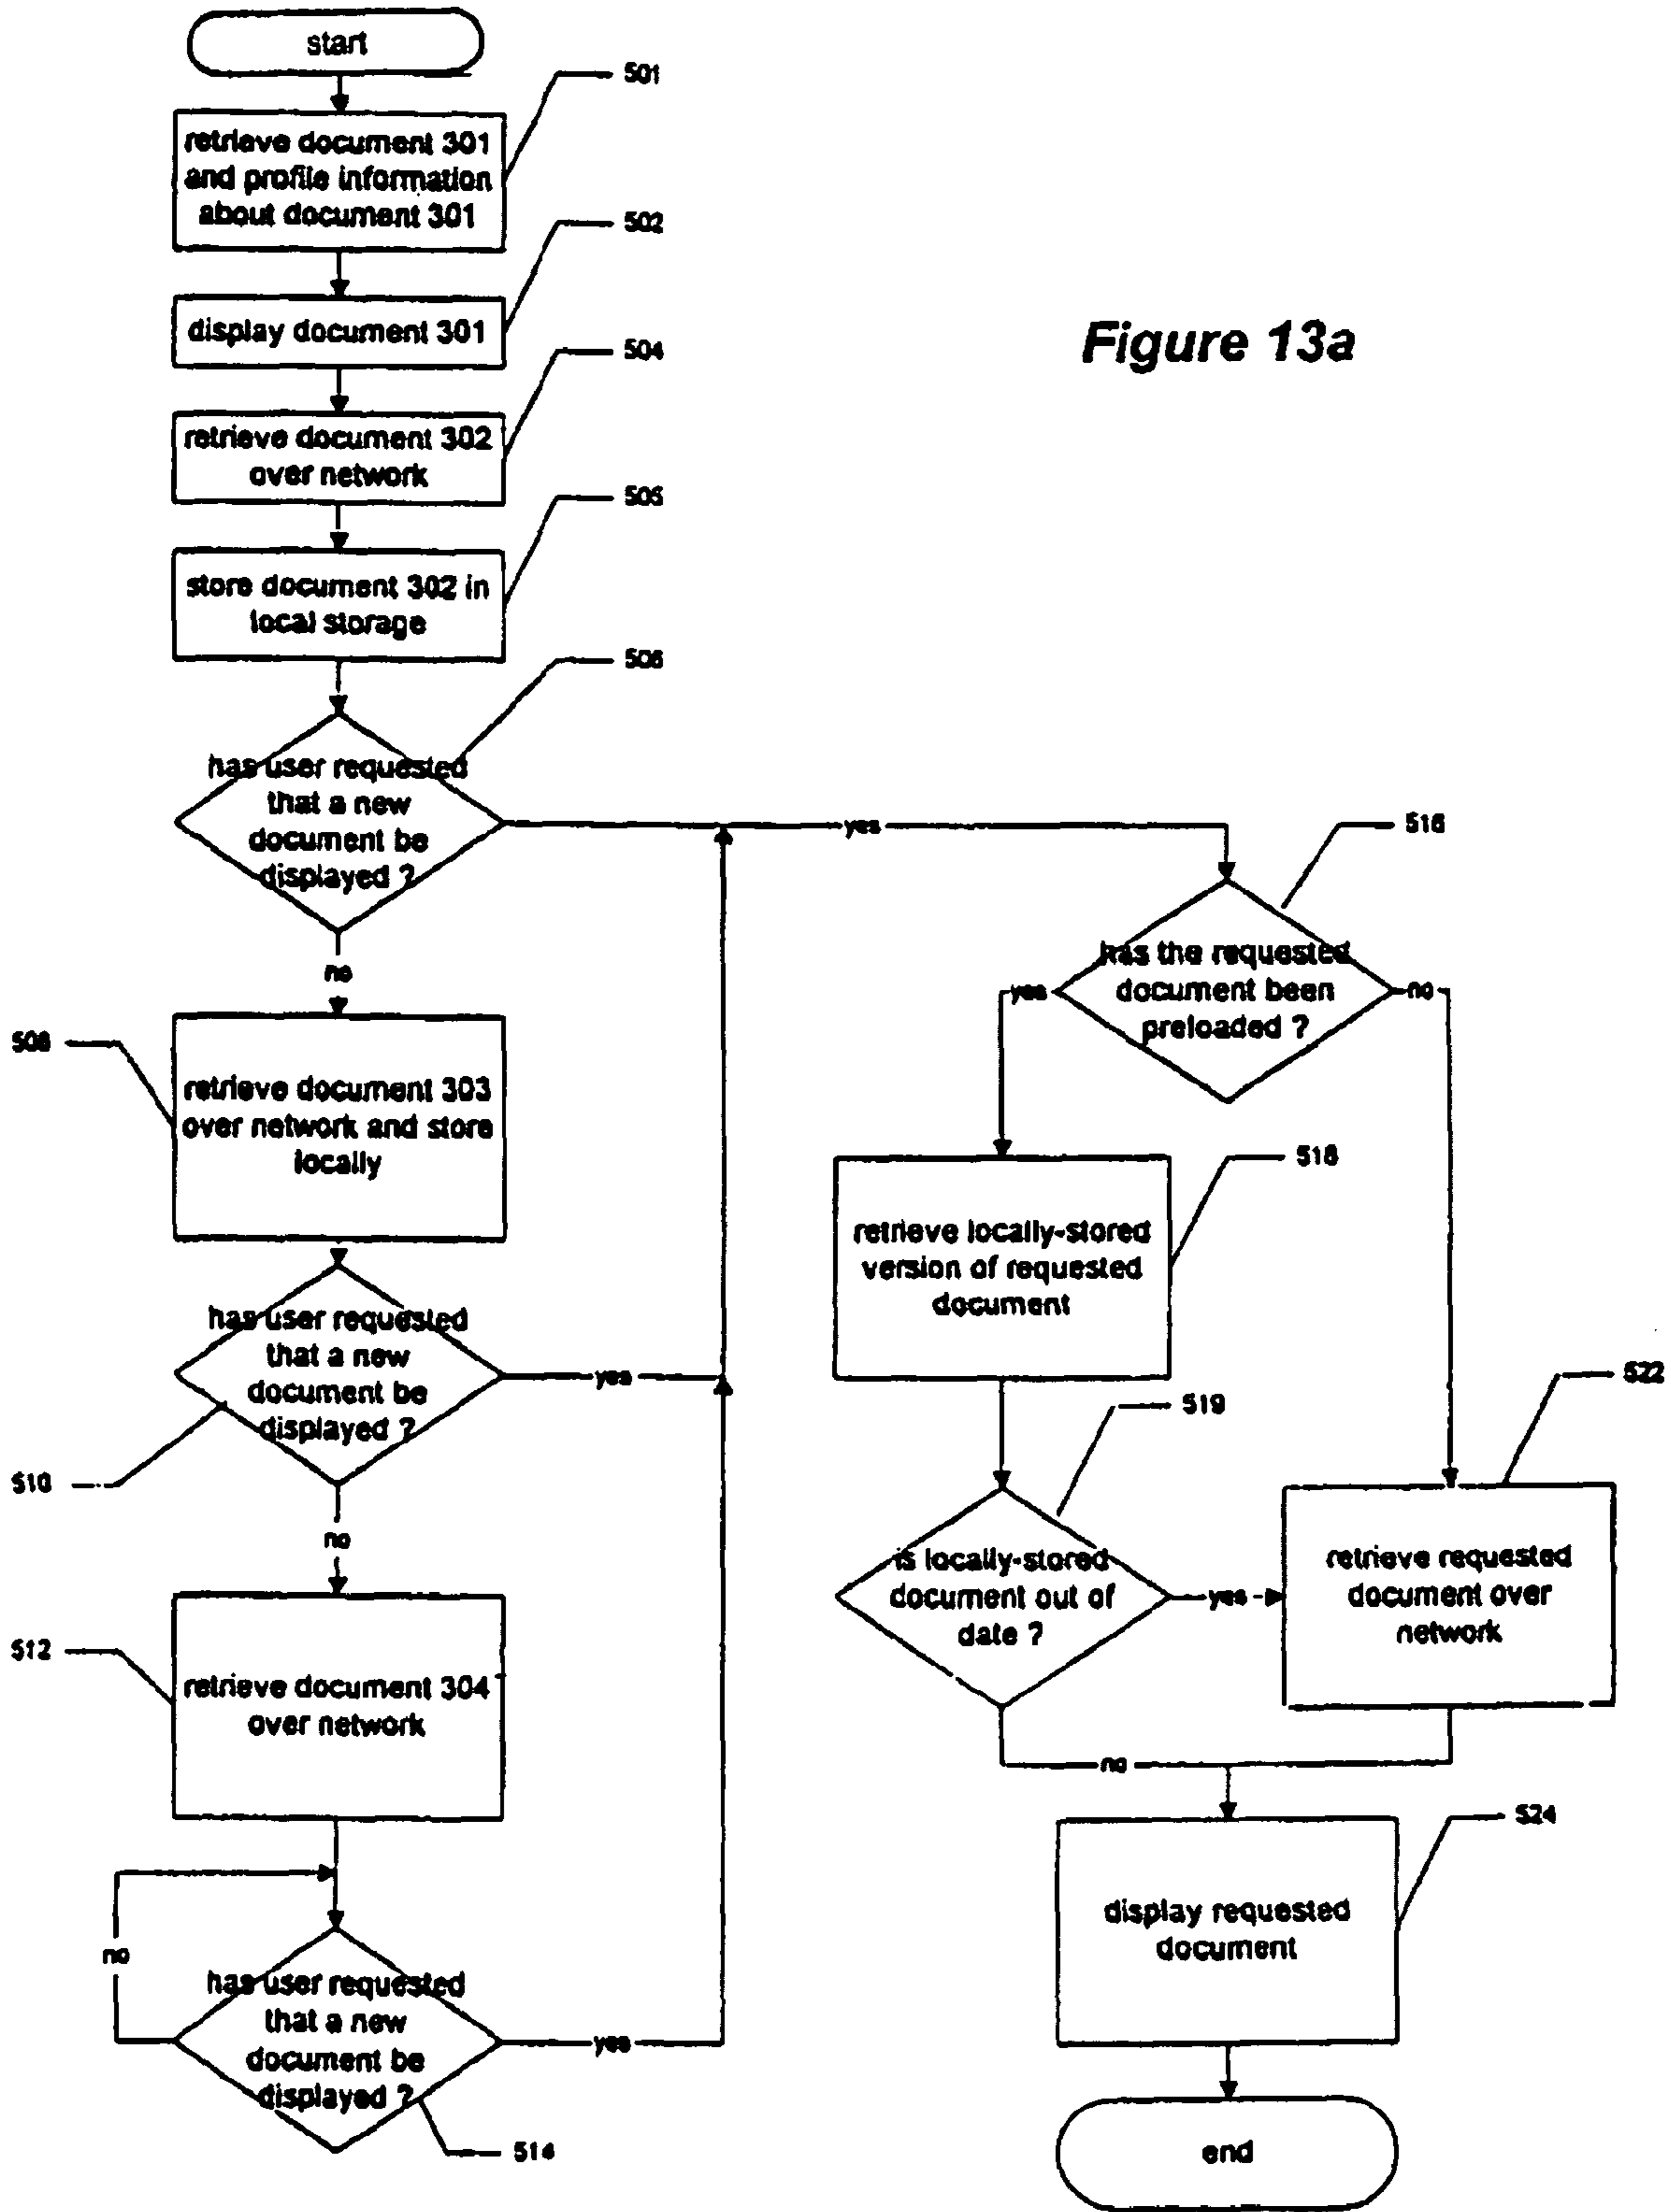 start
501
retrieve document 301
and profile information
about document 301
502
display document 301
504
retrieve document 302
over network
505
store document 302 in
local storage
506
has user requested
that a new
document be
displayed ?
yes
no
508
retrieve document 303
over network and store
locally
has user requested
that a new
document be
displayed ?
yes
510
no
512
retrieve document 304
over network
no
has user requested
that a new
document be
displayed ?
yes
514
Figure 13a
516
has the requested
document been
preloaded ?
yes
no
518
retrieve locally-stored
version of requested
document
519
is locally-stored
document out of
date ?
yes
no
522
retrieve requested
document over
network
524
display requested
document
end